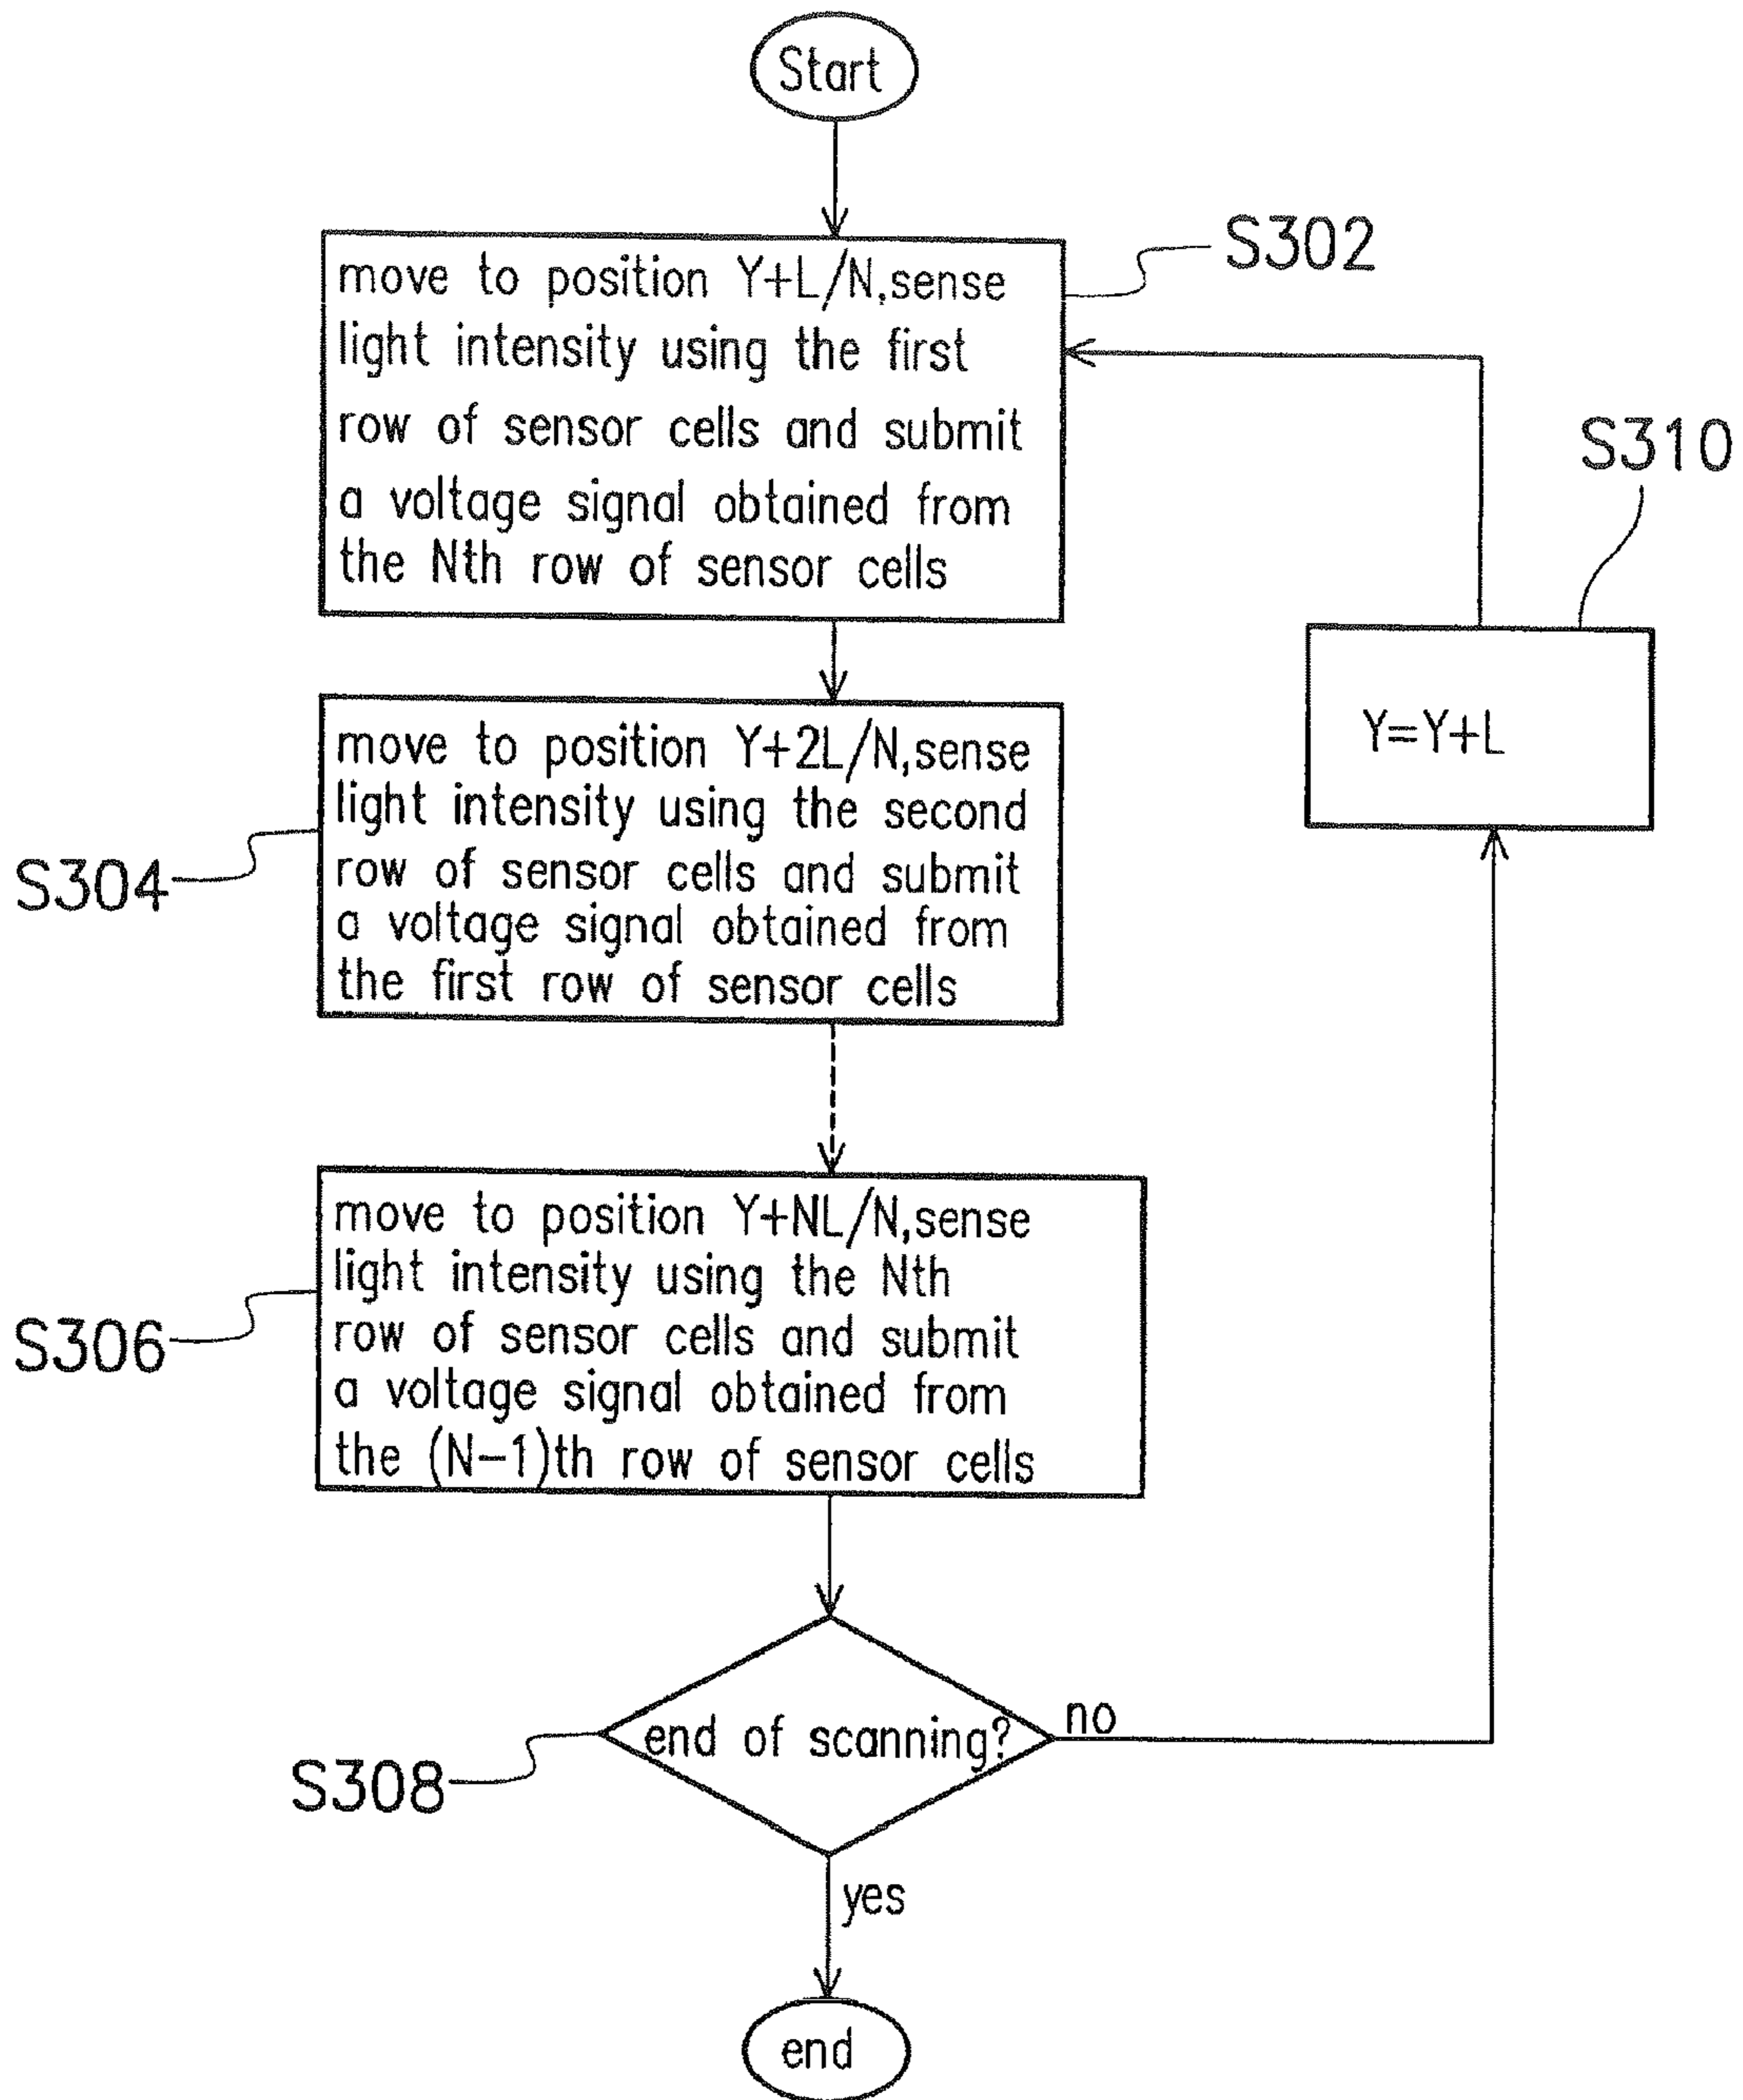 Start
move to position Y+L/N,sense
light intensity using the first
row of sensor cells and submit
a voltage signal obtained from
the Nth row of sensor cells
S302
S310
Y=Y+L
move to position Y+2L/N,sense
light intensity using the second
row of sensor cells and submit
a voltage signal obtained from
the first row of sensor cells
S304
move to position Y+NL/N,sense
light intensity using the Nth
row of sensor cells and submit
a voltage signal obtained from
the (N-1)th row of sensor cells
S306
end of scanning?
no
S308
yes
end